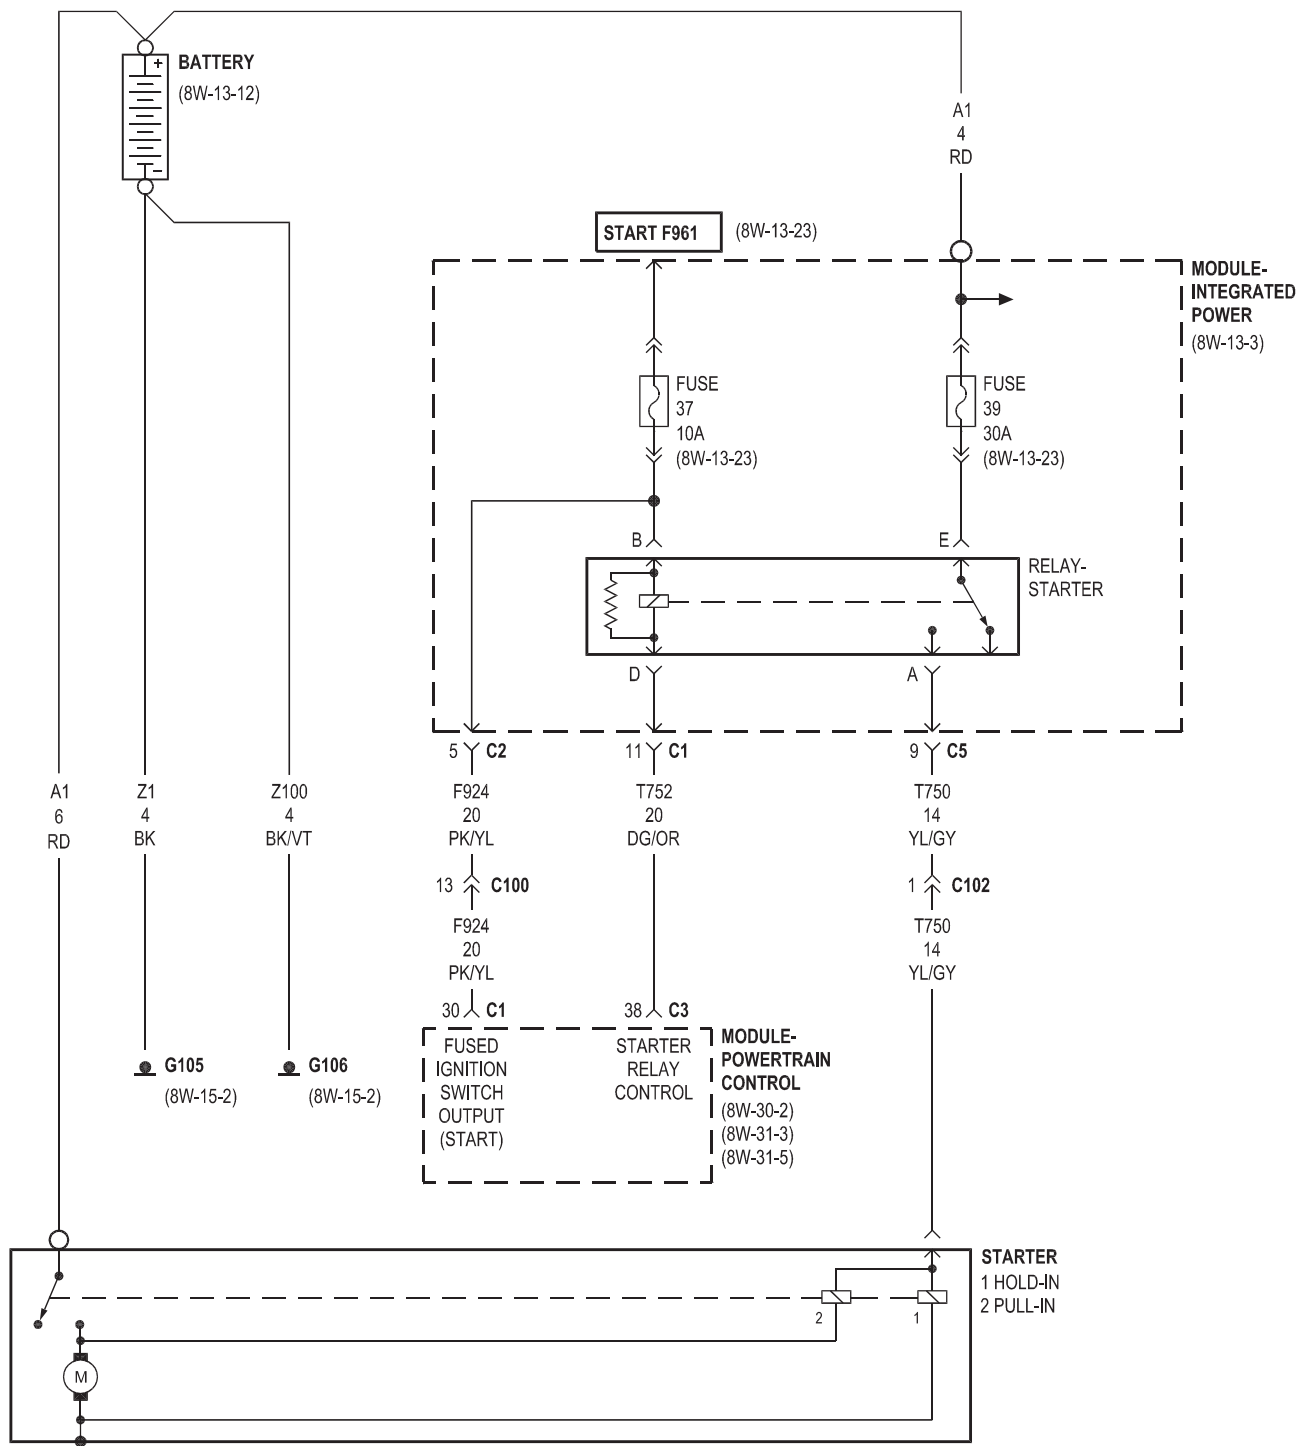 BATTERY
(8W-13-12)
+
−
A1
4
RD
START F961
(8W-13-23)
MODULE-
INTEGRATED
POWER
(8W-13-3)
FUSE
37
10A
(8W-13-23)
FUSE
39
30A
(8W-13-23)
B
E
RELAY-
STARTER
D
A
5 C2
11 C1
9 C5
A1
6
RD
Z1
4
BK
Z100
4
BK/VT
F924
20
PK/YL
T752
20
DG/OR
T750
14
YL/GY
13 C100
1 C102
F924
20
PK/YL
T750
14
YL/GY
30 C1
38 C3
G105
(8W-15-2)
G106
(8W-15-2)
FUSED
IGNITION
SWITCH
OUTPUT
(START)
STARTER
RELAY
CONTROL
MODULE-
POWERTRAIN
CONTROL
(8W-30-2)
(8W-31-3)
(8W-31-5)
STARTER
1 HOLD-IN
2 PULL-IN
2
1
M